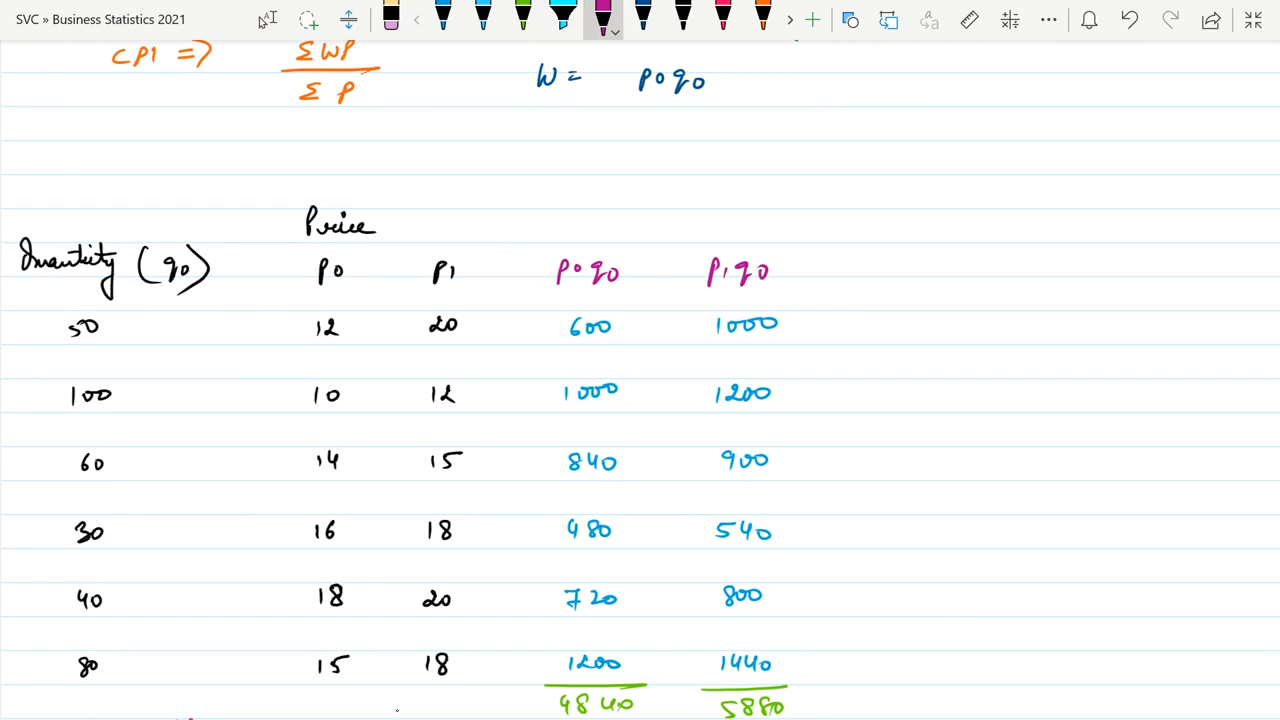 SVC » Business Statistics 2021
CPI => ΣWP / ΣP
W = p0q0
Price
Quantity (q0) p0 p1 p0q0 p1q0
50 12 20 600 1000
100 10 12 1000 1200
60 14 15 840 900
30 16 18 480 540
40 18 20 720 800
80 15 18 1200 1440
4840 5880